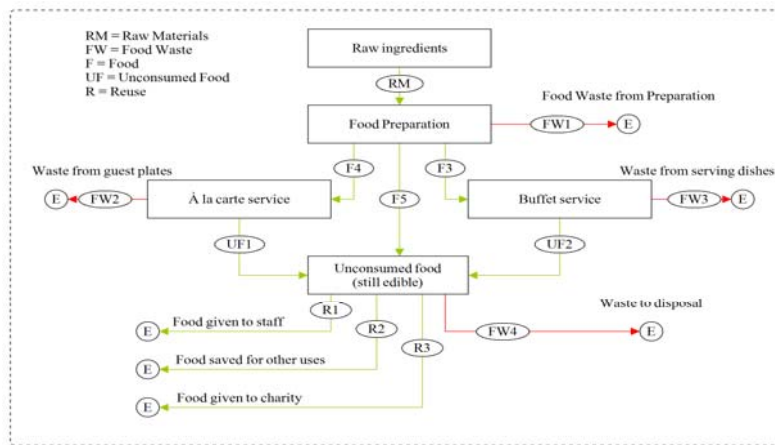 RM = Raw Materials
FW = Food Waste
F = Food
UF = Unconsumed Food
R = Reuse
Raw ingredients
RM
Food Waste from Preparation
Food Preparation
FW1
E
F4
F3
Waste from guest plates
Waste from serving dishes
E
FW2
À la carte service
F5
Buffet service
FW3
E
UF1
UF2
Unconsumed food
(still edible)
R1
Waste to disposal
Food given to staff
R2
FW4
E
E
R3
Food saved for other uses
E
Food given to charity
E